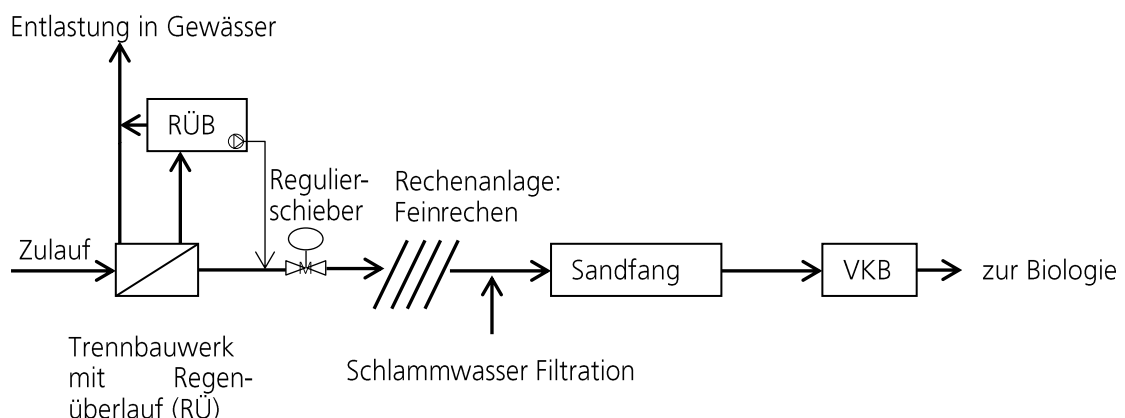 Entlastung in Gewässer
RÜB
Regulier-
schieber
Rechenanlage:
Feinrechen
Zulauf
M
Sandfang
VKB
zur Biologie
Trennbauwerk
mit Regen-
überlauf (RÜ)
Schlammwasser Filtration